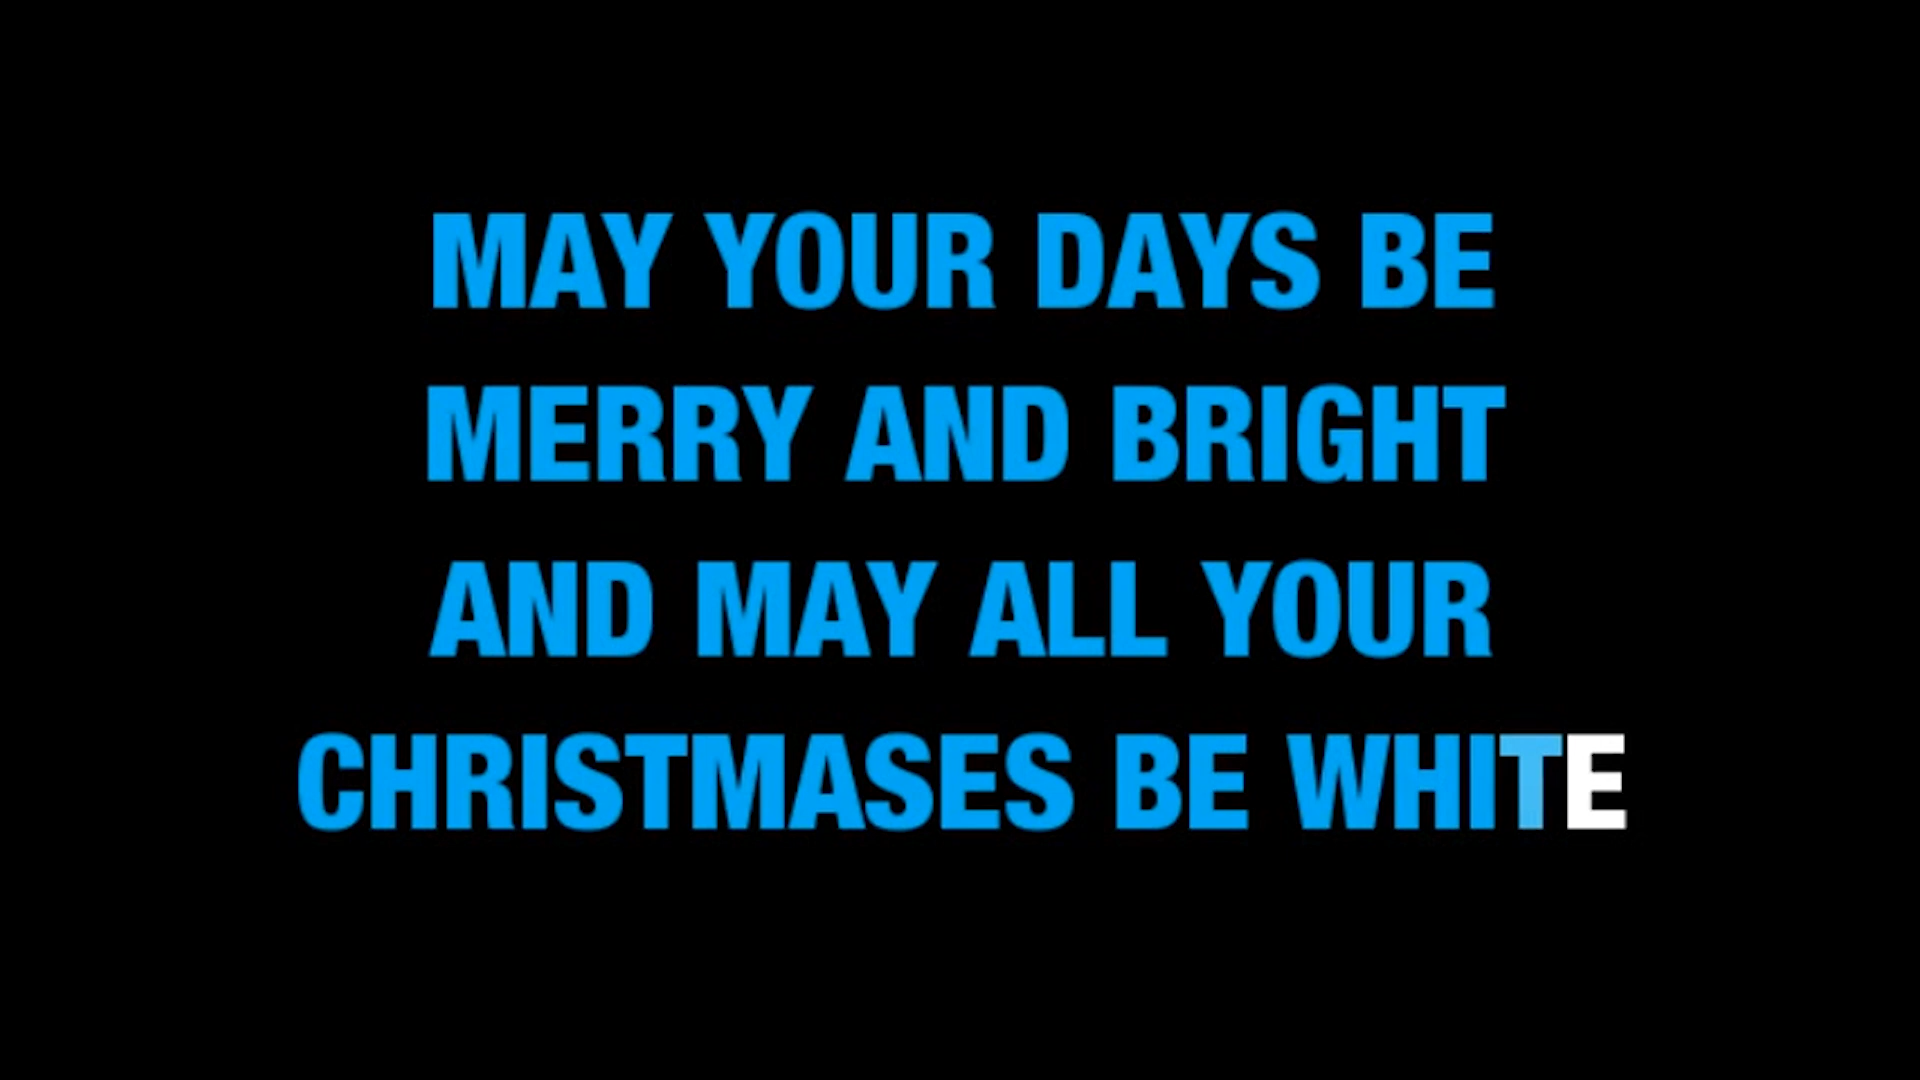 MAY YOUR DAYS BE
MERRY AND BRIGHT
AND MAY ALL YOUR
CHRISTMASES BE WHITE